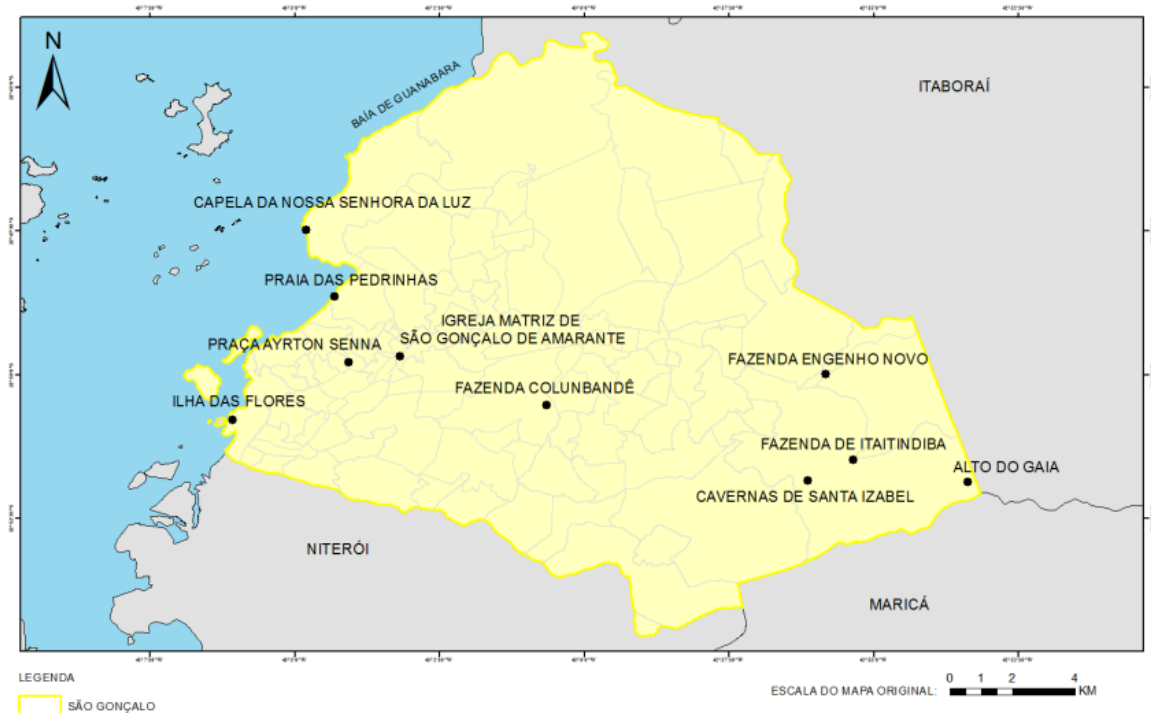 N
BAÍA DE GUANABARA
ITABORAÍ
CAPELA DA NOSSA SENHORA DA LUZ
PRAIA DAS PEDRINHAS
IGREJA MATRIZ DE
SÃO GONÇALO DE AMARANTE
PRAÇA AYRTON SENNA
FAZENDA ENGENHO NOVO
FAZENDA COLUNBANDÊ
ILHA DAS FLORES
FAZENDA DE ITAITINDIBA
ALTO DO GAIA
CAVERNAS DE SANTA IZABEL
NITERÓI
MARICÁ
LEGENDA
SÃO GONÇALO
ESCALA DO MAPA ORIGINAL:
0 1 2 4
KM